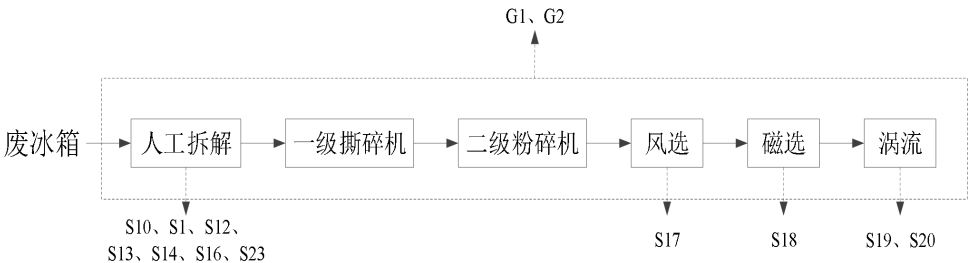 G1、G2
废冰箱
人工拆解
一级撕碎机
二级粉碎机
风选
磁选
涡流
S10、S1、S12、
S13、S14、S16、S23
S17
S18
S19、S20